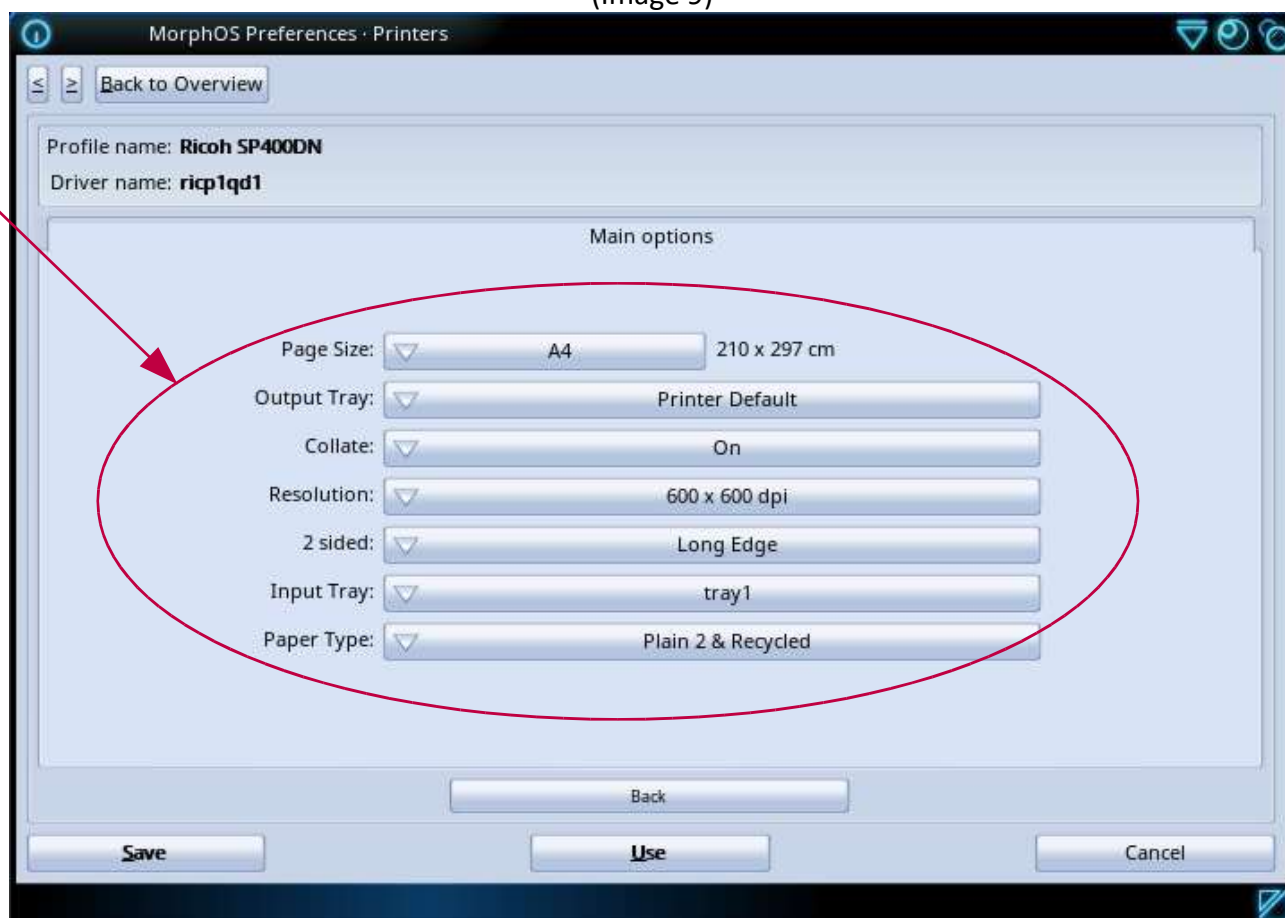 (Image 9)
MorphOS Preferences · Printers
< > Back to Overview
Profile name: Ricoh SP400DN
Driver name: ricp1qd1
Main options
Page Size: A4 210 x 297 cm
Output Tray: Printer Default
Collate: On
Resolution: 600 x 600 dpi
2 sided: Long Edge
Input Tray: tray1
Paper Type: Plain 2 & Recycled
Back
Save Use Cancel